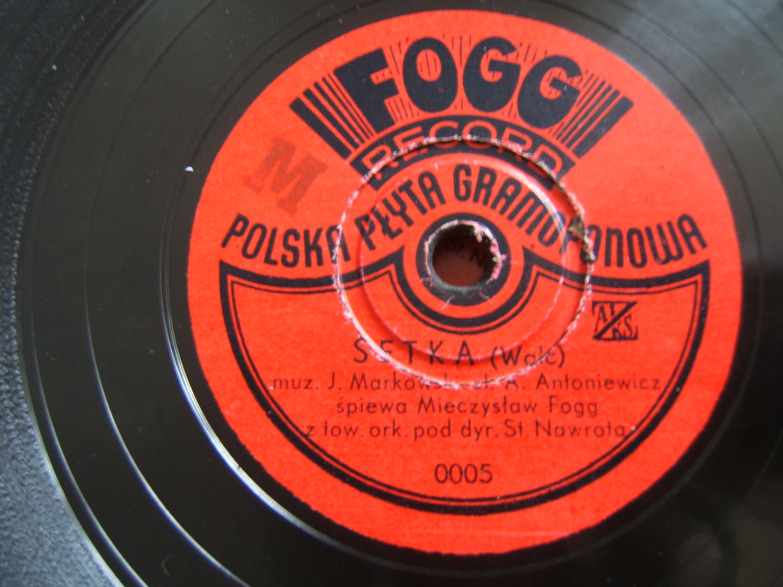 FOGG
RECORD
M
POLSKA PŁYTA GRAMOFONOWA
SETKA (Walc)
muz. J. Markowski A. Antoniewicz
śpiewa Mieczysław Fogg
z tow. ork. pod dyr. St. Nawrota
0005